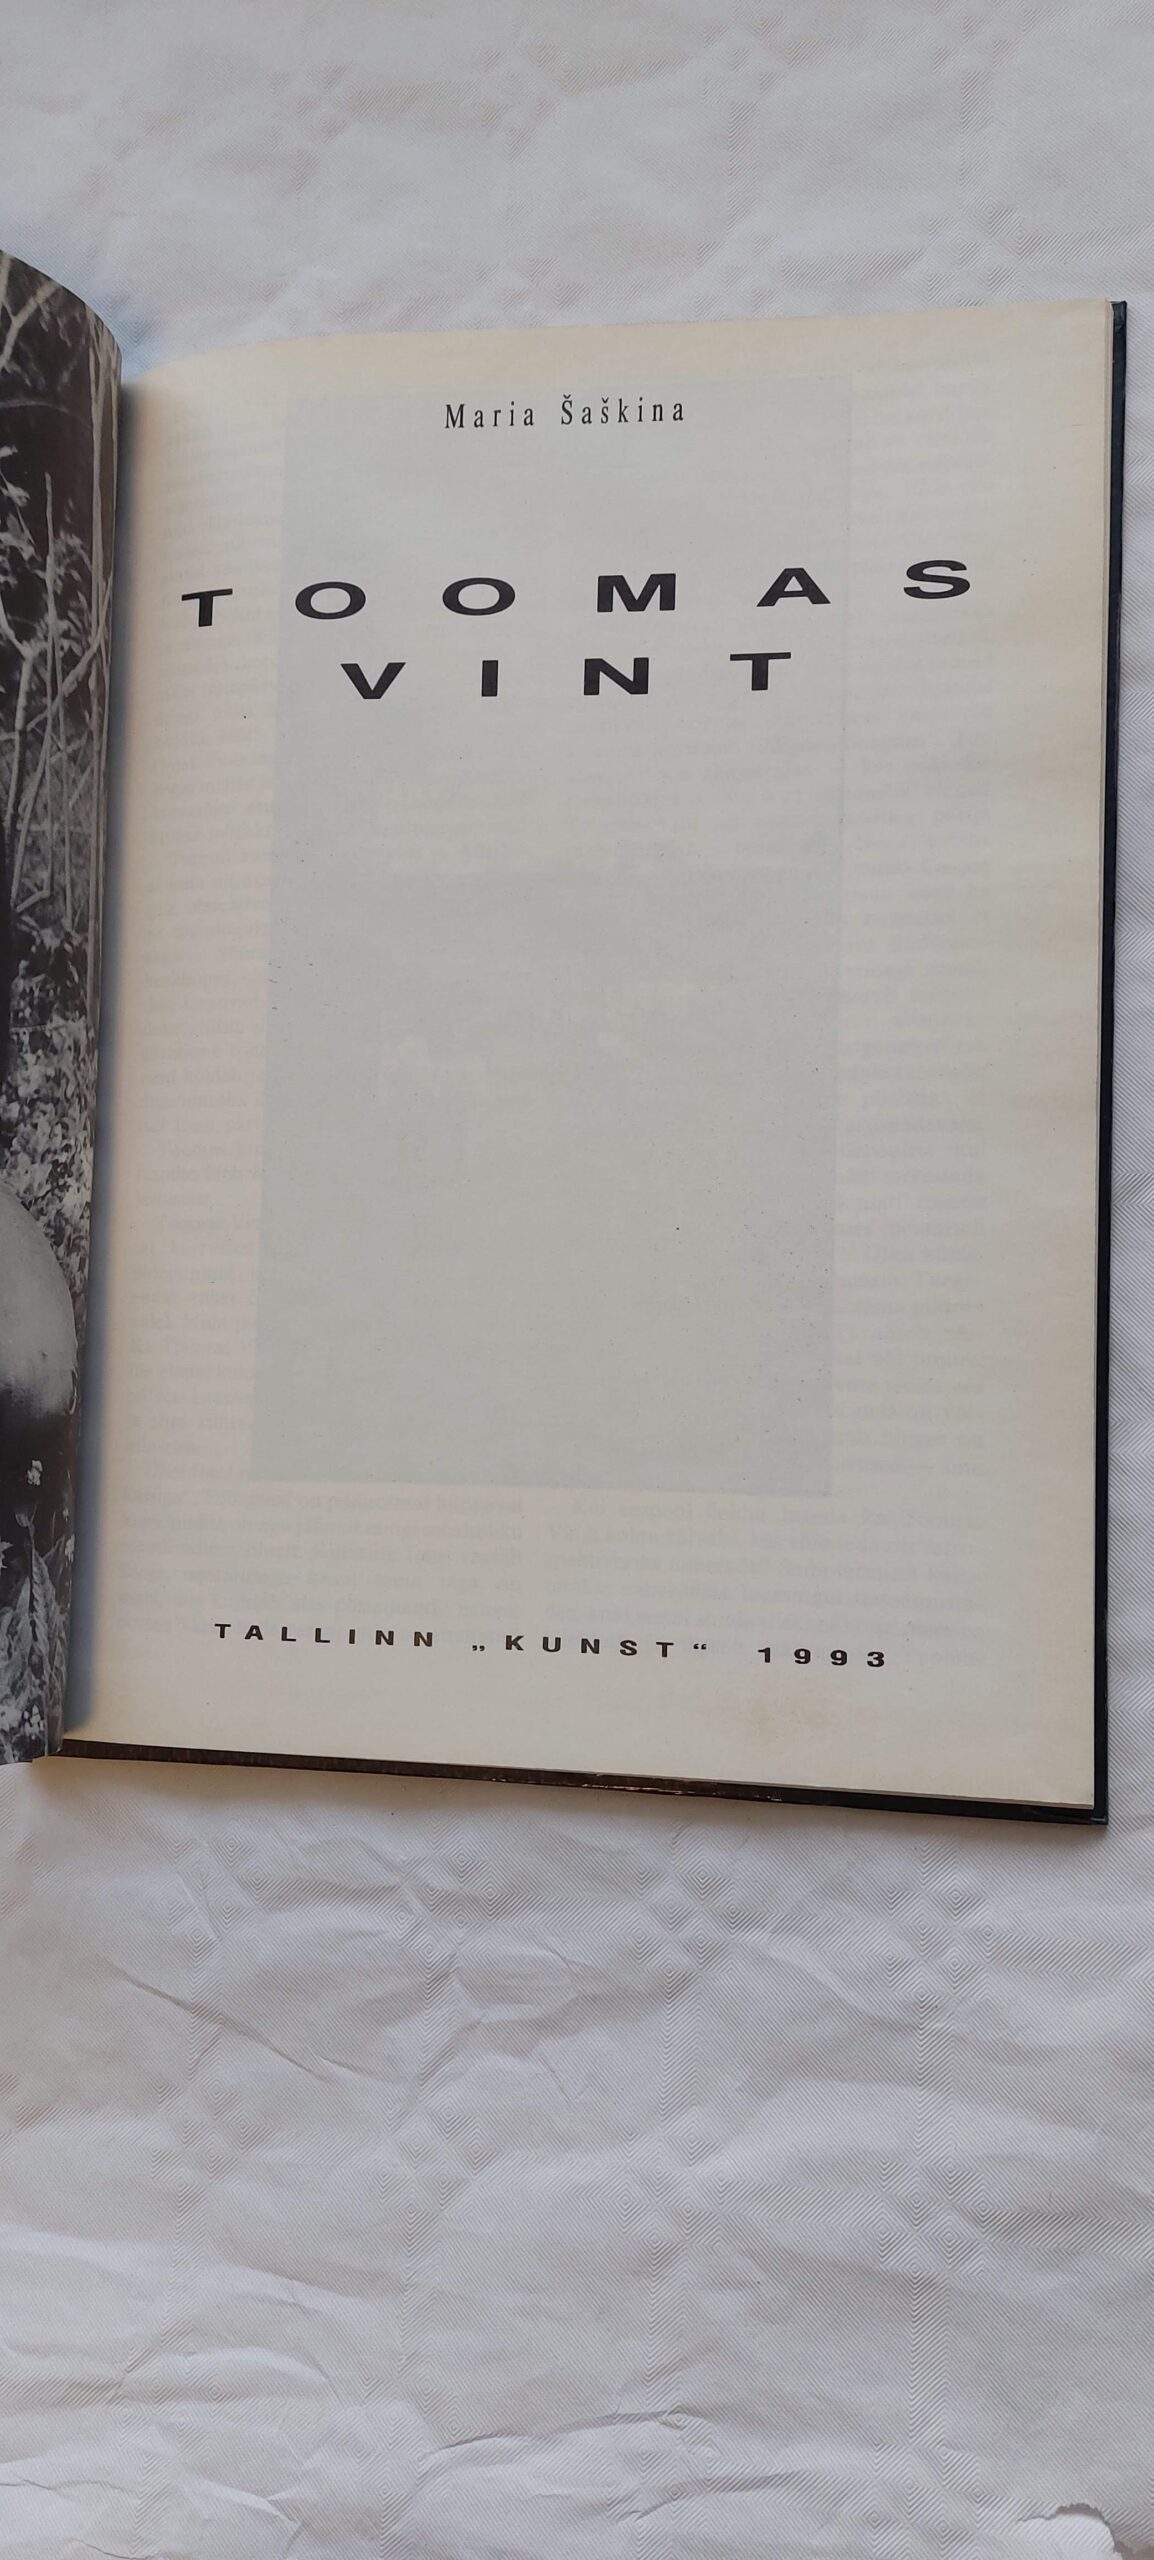 Maria Šaškina
TOOMAS
VINT
TALLINN „KUNST“ 1993